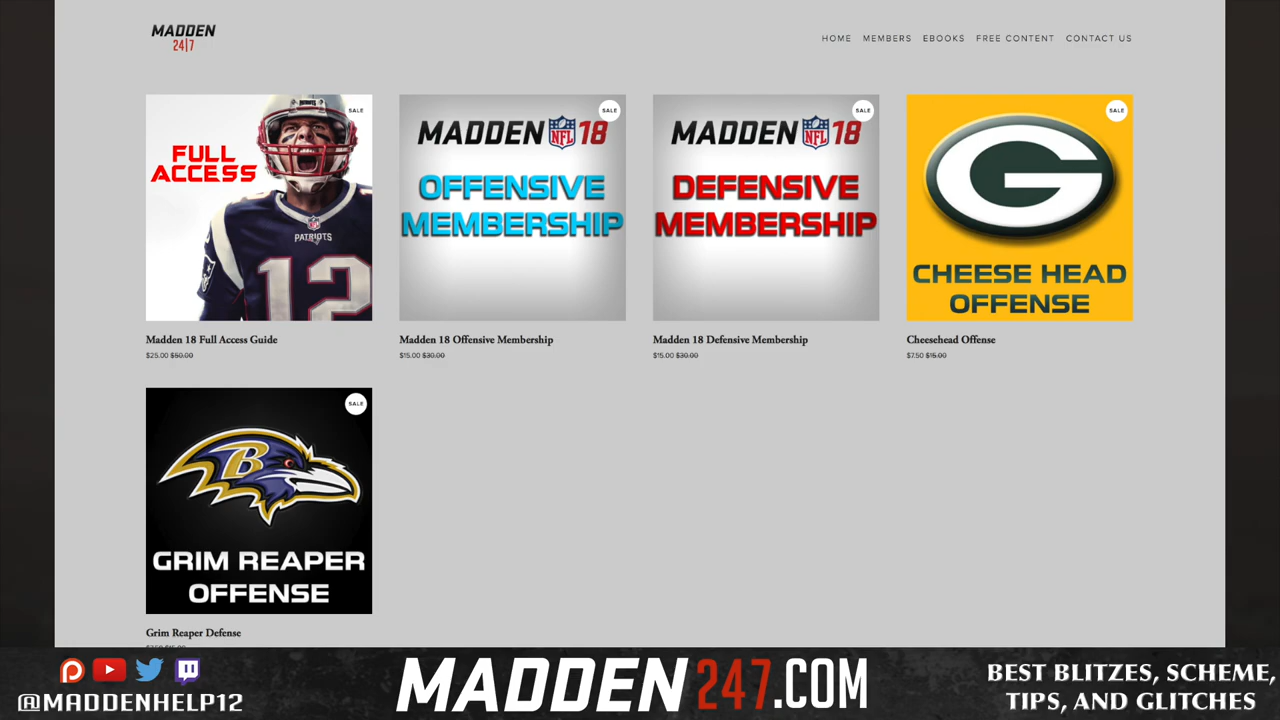 MADDEN
24|7
HOME MEMBERS EBOOKS FREE CONTENT CONTACT US
SALE
FULL
ACCESS
PATRIOTS
12
Madden 18 Full Access Guide
$25.00 $50.00
SALE
MADDEN NFL 18
OFFENSIVE
MEMBERSHIP
Madden 18 Offensive Membership
$15.00 $30.00
SALE
MADDEN NFL 18
DEFENSIVE
MEMBERSHIP
Madden 18 Defensive Membership
$15.00 $30.00
SALE
G
CHEESE HEAD
OFFENSE
Cheesehead Offense
$7.50 $15.00
SALE
B
GRIM REAPER
OFFENSE
Grim Reaper Defense
@MADDENHELP12
MADDEN247.COM
BEST BLITZES, SCHEME,
TIPS, AND GLITCHES